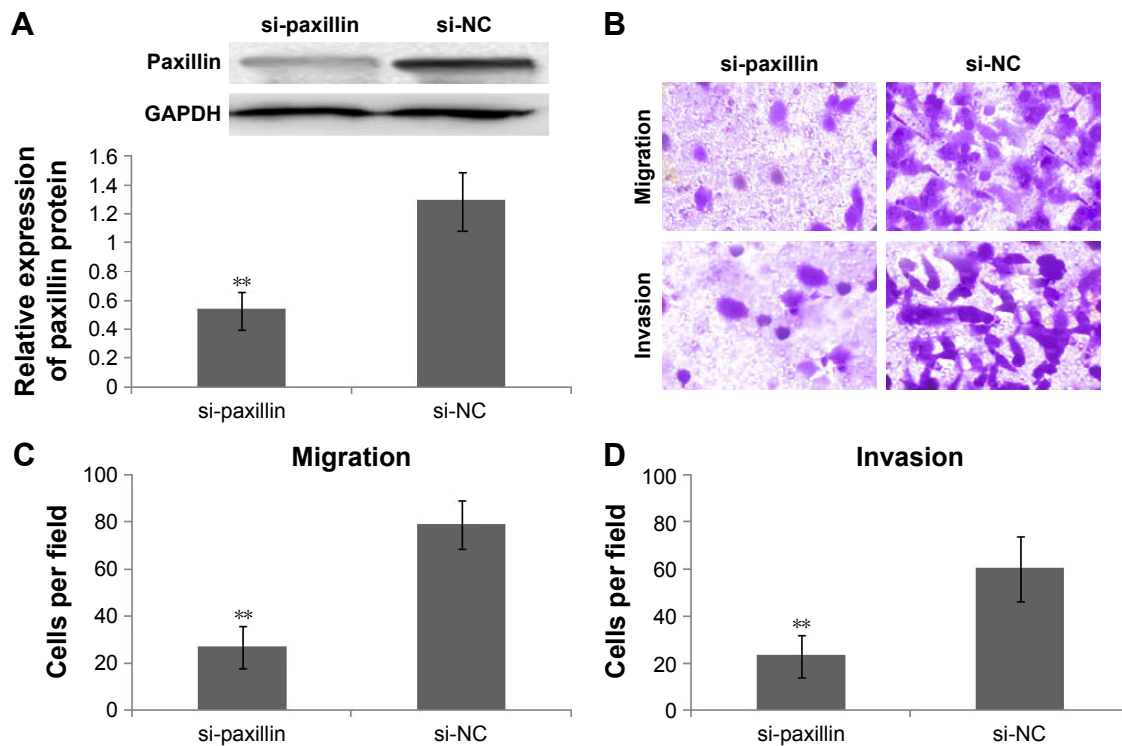 A
si-paxillin si-NC
Paxillin
GAPDH
Relative expression
of paxillin protein
1.6
1.4
1.2
1
0.8
0.6
0.4
0.2
0
**
si-paxillin si-NC
B
si-paxillin si-NC
Migration
Invasion
C
Migration
Cells per field
100
80
60
40
20
0
**
si-paxillin si-NC
D
Invasion
Cells per field
100
80
60
40
20
0
**
si-paxillin si-NC